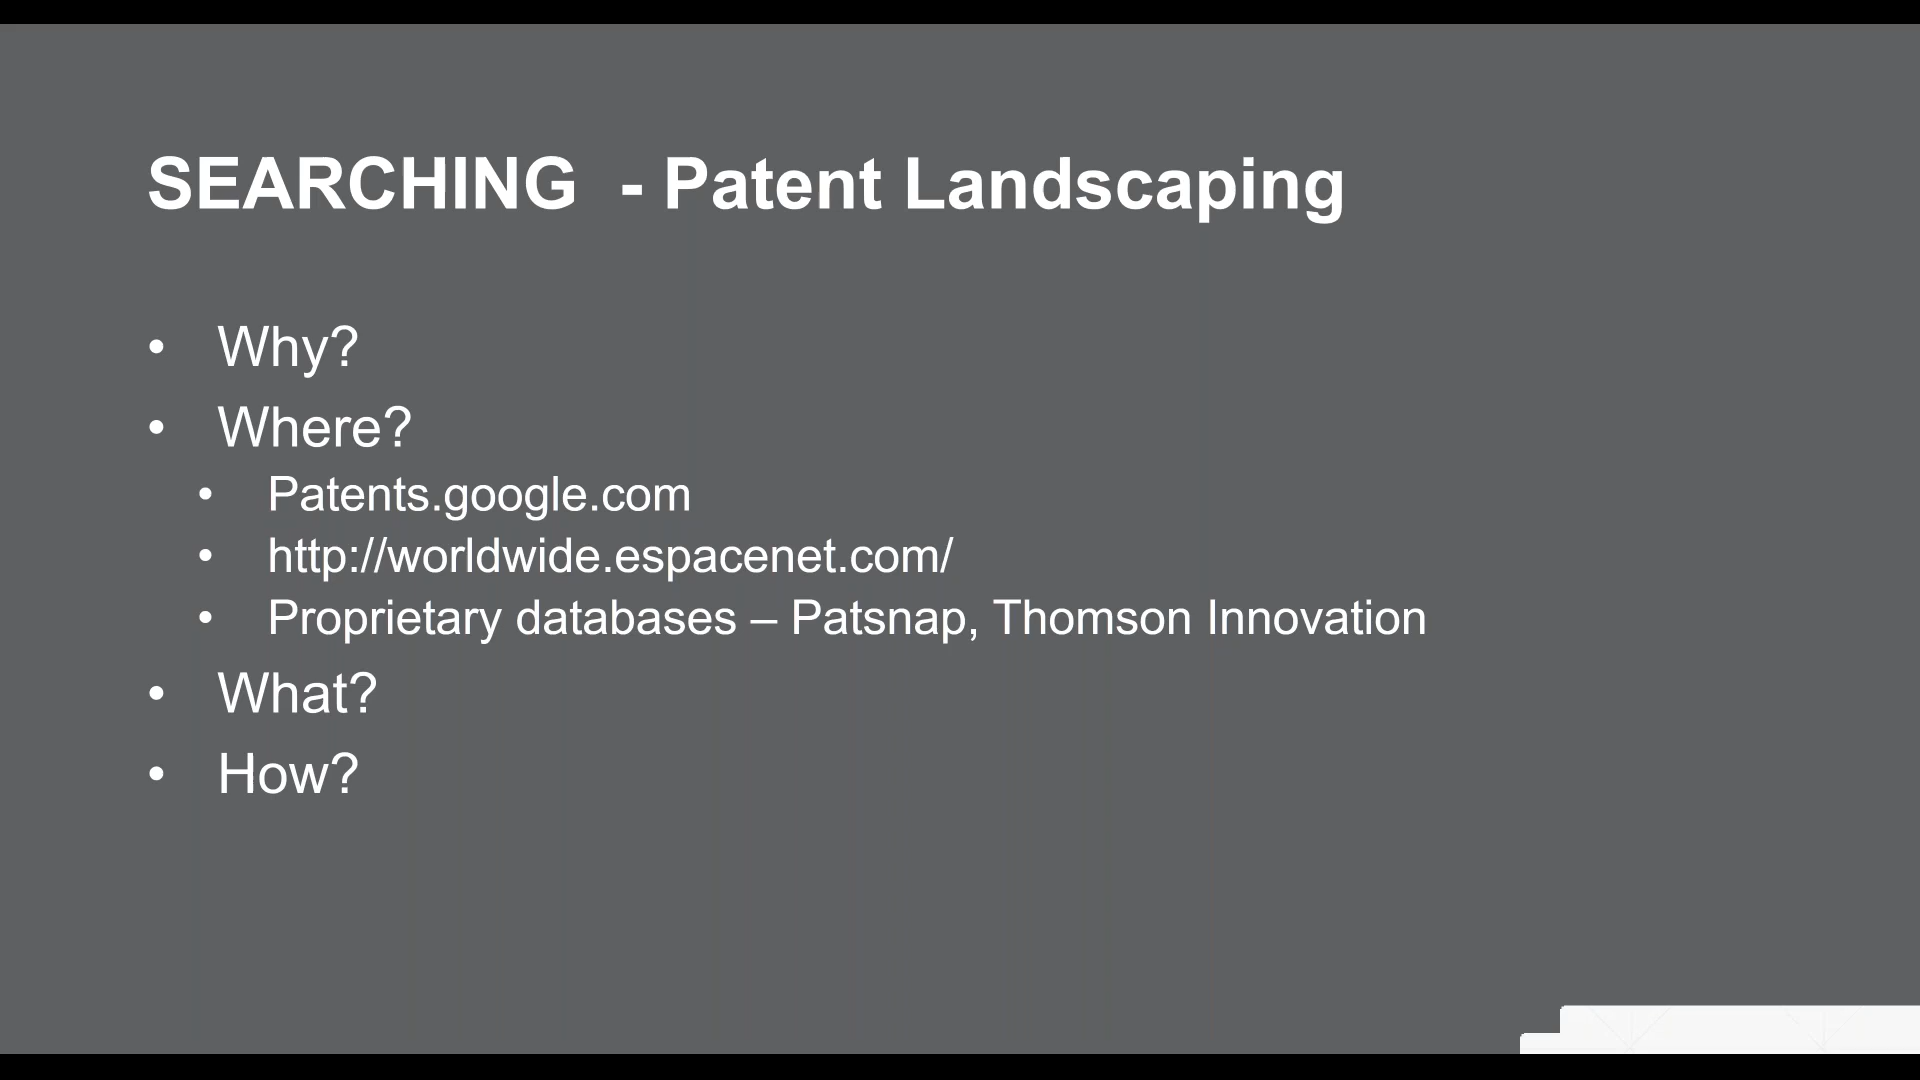 SEARCHING  - Patent Landscaping
• Why?
• Where?
• Patents.google.com
• http://worldwide.espacenet.com/
• Proprietary databases – Patsnap, Thomson Innovation
• What?
• How?